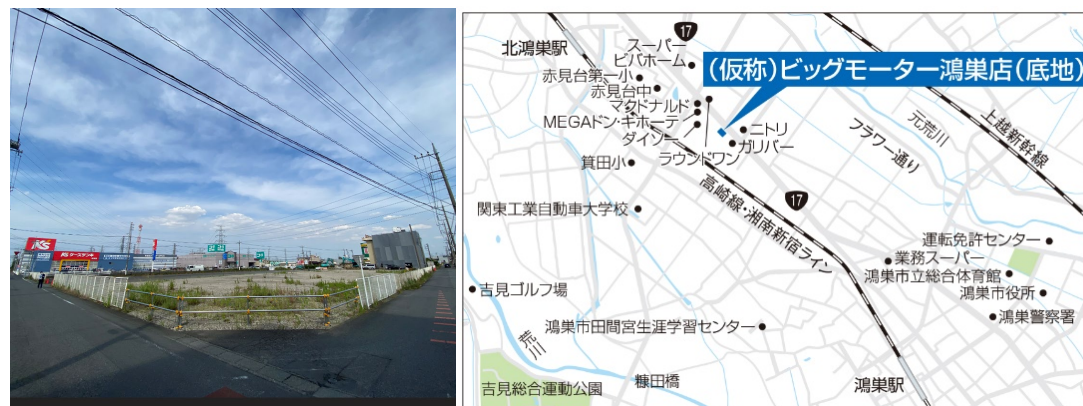 K'S
ケーズデンキ
17
北鴻巣駅
スーパー
ビバホーム
赤見台第一小
赤見台中
マクドナルド
MEGAドン・キホーテ
ダイソー
ラウンドワン
(仮称)ビッグモーター鴻巣店(底地)
ニトリ
ガリバー
フラワー通り
元荒川
上越新幹線
箕田小
関東工業自動車大学校
高崎線・湘南新宿ライン
17
運転免許センター
業務スーパー
鴻巣市立総合体育館
鴻巣市役所
鴻巣警察署
吉見ゴルフ場
鴻巣市田間宮生涯学習センター
荒川
吉見総合運動公園
糠田橋
鴻巣駅